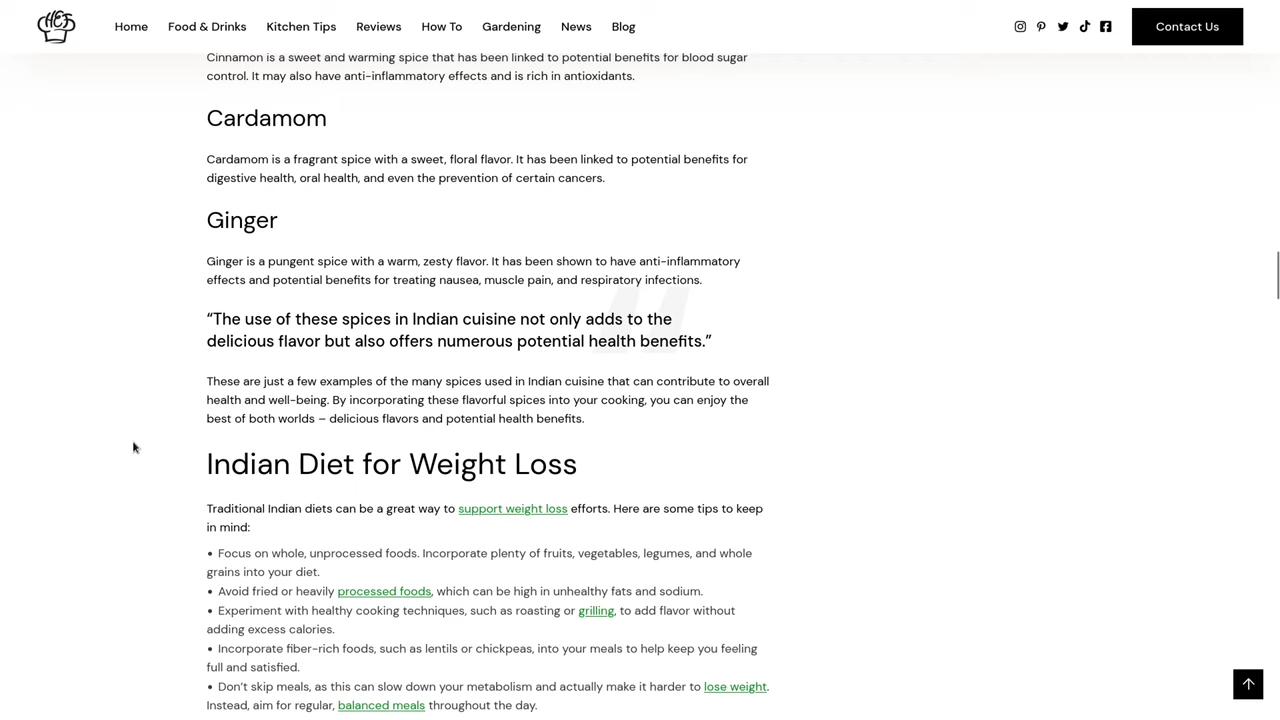 CHEF
Home Food & Drinks Kitchen Tips Reviews How To Gardening News Blog Contact Us
Cinnamon is a sweet and warming spice that has been linked to potential benefits for blood sugar
control. It may also have anti-inflammatory effects and is rich in antioxidants.
Cardamom
Cardamom is a fragrant spice with a sweet, floral flavor. It has been linked to potential benefits for
digestive health, oral health, and even the prevention of certain cancers.
Ginger
Ginger is a pungent spice with a warm, zesty flavor. It has been shown to have anti-inflammatory
effects and potential benefits for treating nausea, muscle pain, and respiratory infections.
“The use of these spices in Indian cuisine not only adds to the
delicious flavor but also offers numerous potential health benefits.”
These are just a few examples of the many spices used in Indian cuisine that can contribute to overall
health and well-being. By incorporating these flavorful spices into your cooking, you can enjoy the
best of both worlds – delicious flavors and potential health benefits.
Indian Diet for Weight Loss
Traditional Indian diets can be a great way to support weight loss efforts. Here are some tips to keep
in mind:
• Focus on whole, unprocessed foods. Incorporate plenty of fruits, vegetables, legumes, and whole
grains into your diet.
• Avoid fried or heavily processed foods, which can be high in unhealthy fats and sodium.
• Experiment with healthy cooking techniques, such as roasting or grilling, to add flavor without
adding excess calories.
• Incorporate fiber-rich foods, such as lentils or chickpeas, into your meals to help keep you feeling
full and satisfied.
• Don’t skip meals, as this can slow down your metabolism and actually make it harder to lose weight.
Instead, aim for regular, balanced meals throughout the day.